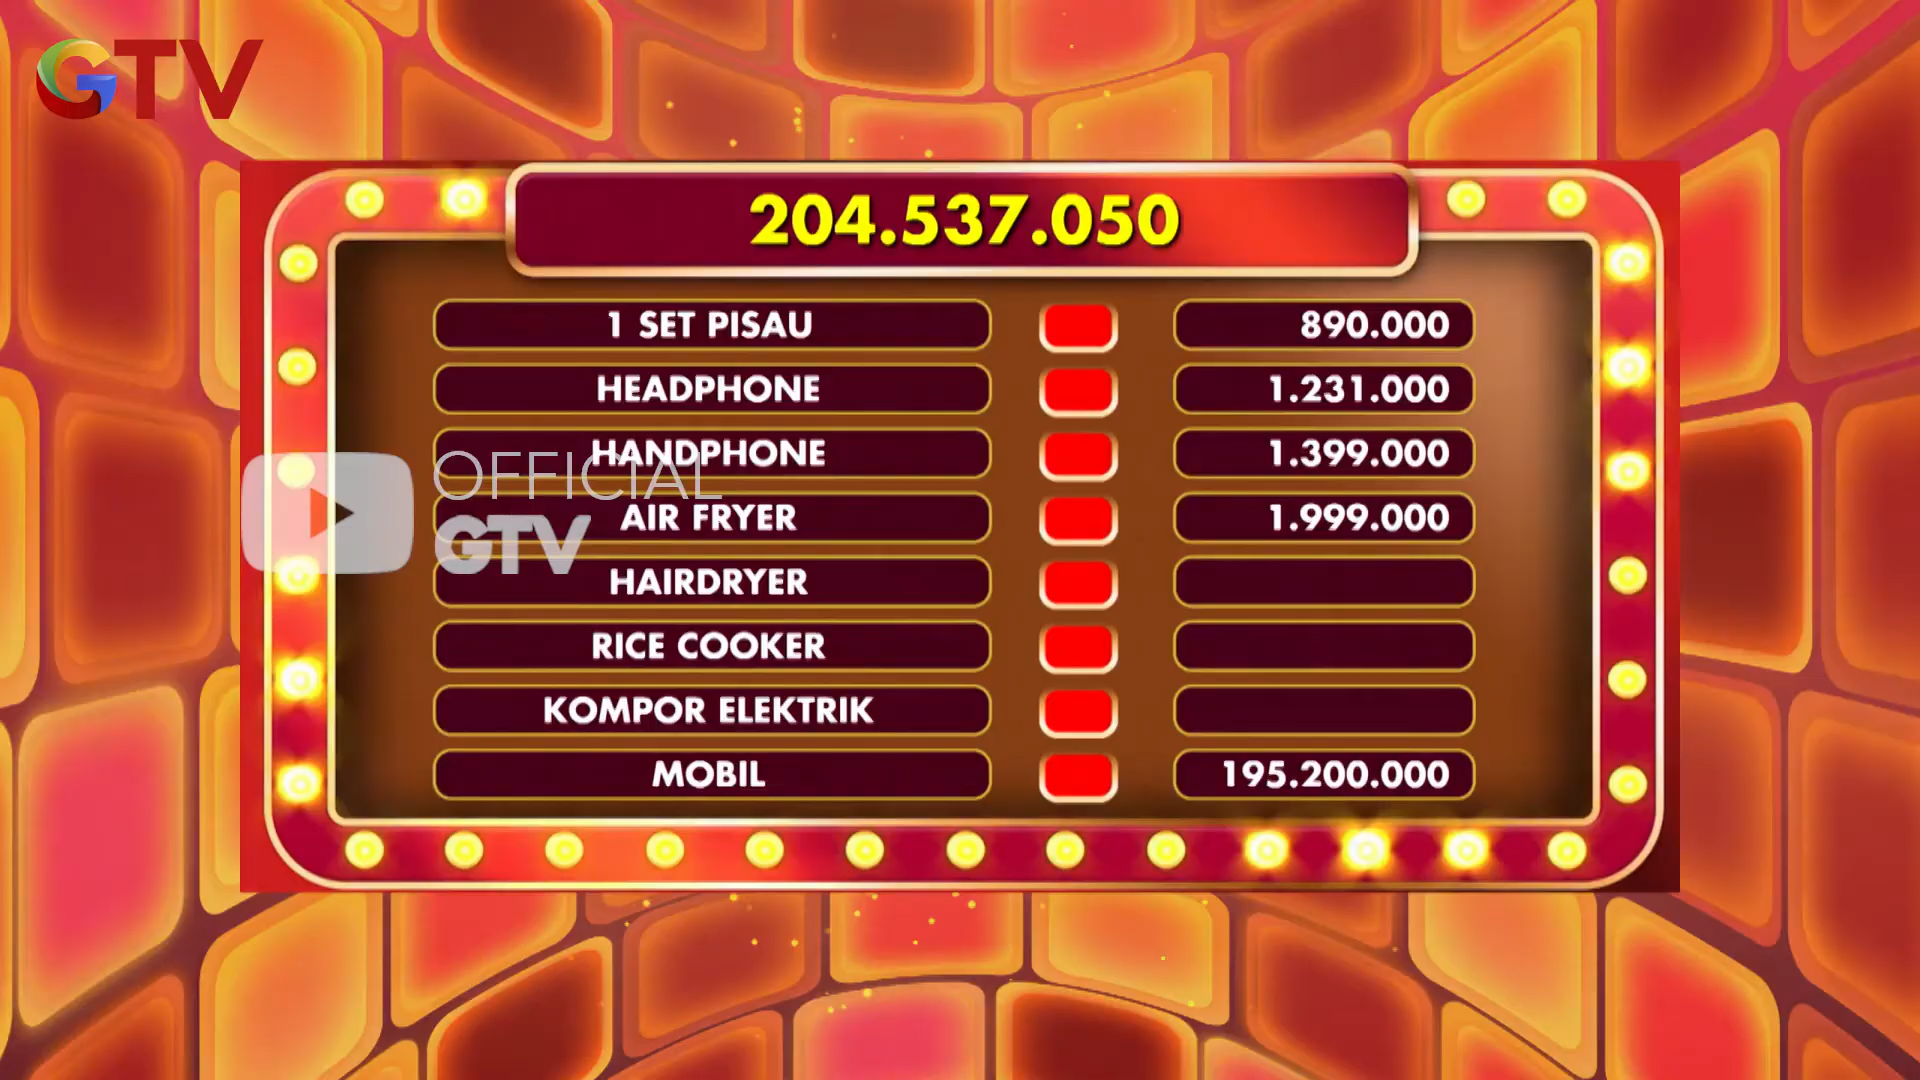 GTV
204.537.050
1 SET PISAU 890.000
HEADPHONE 1.231.000
HANDPHONE 1.399.000
OFFICIAL
AIR FRYER 1.999.000
GTV
HAIRDRYER
RICE COOKER
KOMPOR ELEKTRIK
MOBIL 195.200.000